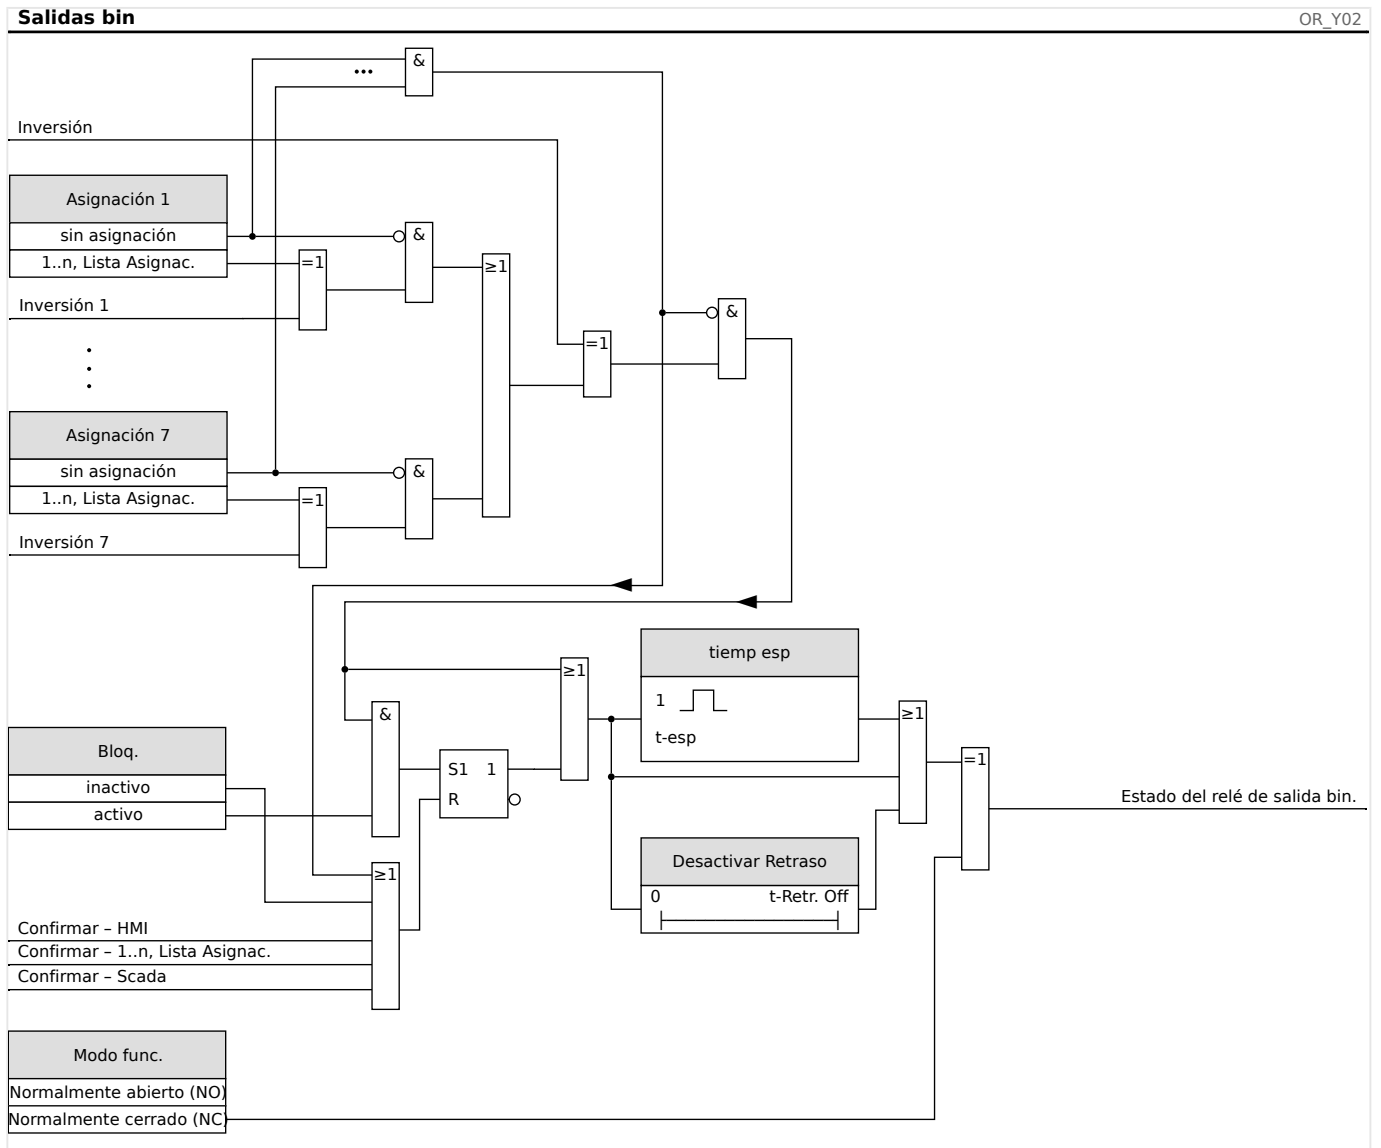 Salidas bin
OR_Y02
&
...
Inversión
Asignación 1
sin asignación
&
1..n, Lista Asignac.
=1
≥1
Inversión 1
&
=1
Asignación 7
sin asignación
&
1..n, Lista Asignac.
=1
Inversión 7
tiemp esp
≥1
1
&
≥1
t-esp
Bloq.
=1
S1 1
inactivo
R
Estado del relé de salida bin.
activo
Desactivar Retraso
≥1
0
t-Retr. Off
Confirmar – HMI
Confirmar – 1..n, Lista Asignac.
Confirmar – Scada
Modo func.
Normalmente abierto (NO)
Normalmente cerrado (NC)